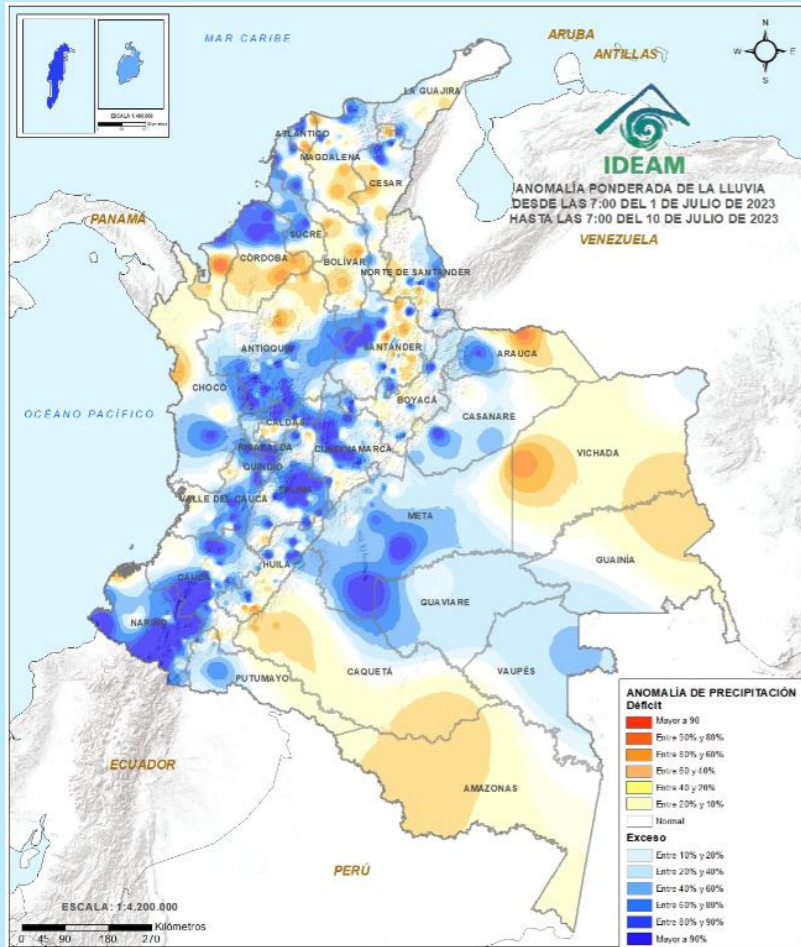 MAR CARIBE
ARUBA
ANTILLAS
N
W
E
S
ESCALA 1:400.000
LA GUAJIRA
IDEAM
ANOMALÍA PONDERADA DE LA LLUVIA
DESDE LAS 7:00 DEL 1 DE JULIO DE 2023
HASTA LAS 7:00 DEL 10 DE JULIO DE 2023
ATLÁNTICO
MAGDALENA
CESAR
PANAMÁ
VENEZUELA
SUCRE
CÓRDOBA
BOLÍVAR
NORTE DE SANTANDER
ANTIOQUIA
SANTANDER
ARAUCA
CHOCÓ
BOYACÁ
OCÉANO PACÍFICO
CASANARE
CALDAS
CUNDINAMARCA
RISARALDA
VICHADA
QUINDIO
TOLIMA
VALLE DEL CAUCA
META
GUAINÍA
HUILA
CAUCA
GUAVIARE
NARIÑO
VAUPÉS
CAQUETÁ
PUTUMAYO
ECUADOR
AMAZONAS
PERÚ
ANOMALÍA DE PRECIPITACIÓN
Déficit
Mayor a 90
Entre 90% y 80%
Entre 80% y 60%
Entre 60 y 40%
Entre 40 y 20%
Entre 20% y 10%
Normal
Exceso
Entre 10% y 20%
Entre 20% y 40%
Entre 40% y 60%
Entre 60% y 80%
Entre 80% y 90%
Mayor a 90%
ESCALA: 1:4.200.000
Kilómetros
0 45 90 180 270